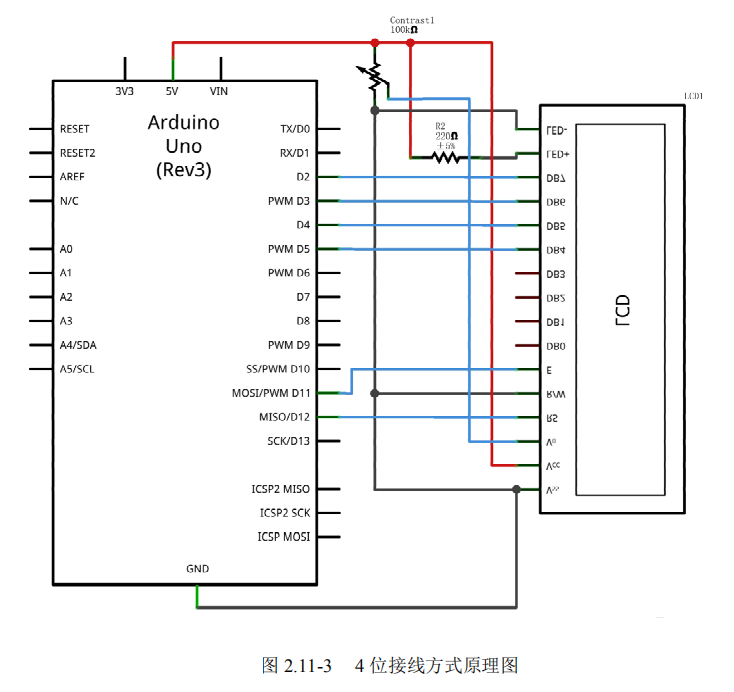 Contrast1
100kΩ
LCD1
3V3
5V
VIN
Arduino
Uno
(Rev3)
RESET
RESET2
AREF
N/C
A0
A1
A2
A3
A4/SDA
A5/SCL
TX/D0
RX/D1
D2
PWM D3
D4
PWM D5
PWM D6
D7
D8
PWM D9
SS/PWM D10
MOSI/PWM D11
MISO/D12
SCK/D13
ICSP2 MISO
ICSP2 SCK
ICSP MOSI
GND
R2
220Ω
±5%
LED-
LED+
DB7
DB6
DB5
DB4
DB3
DB2
DB1
DB0
E
R/W
RS
V0
Vcc
Vss
LCD
图 2.11-3 4 位接线方式原理图